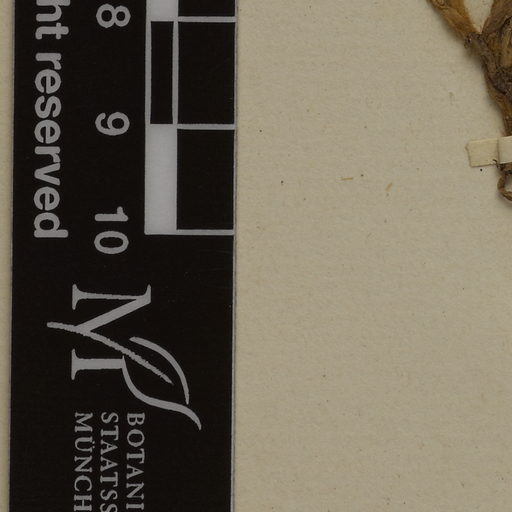 ht reserved
8
9
10
M
BOTANI
STAATSS
MÜNCH